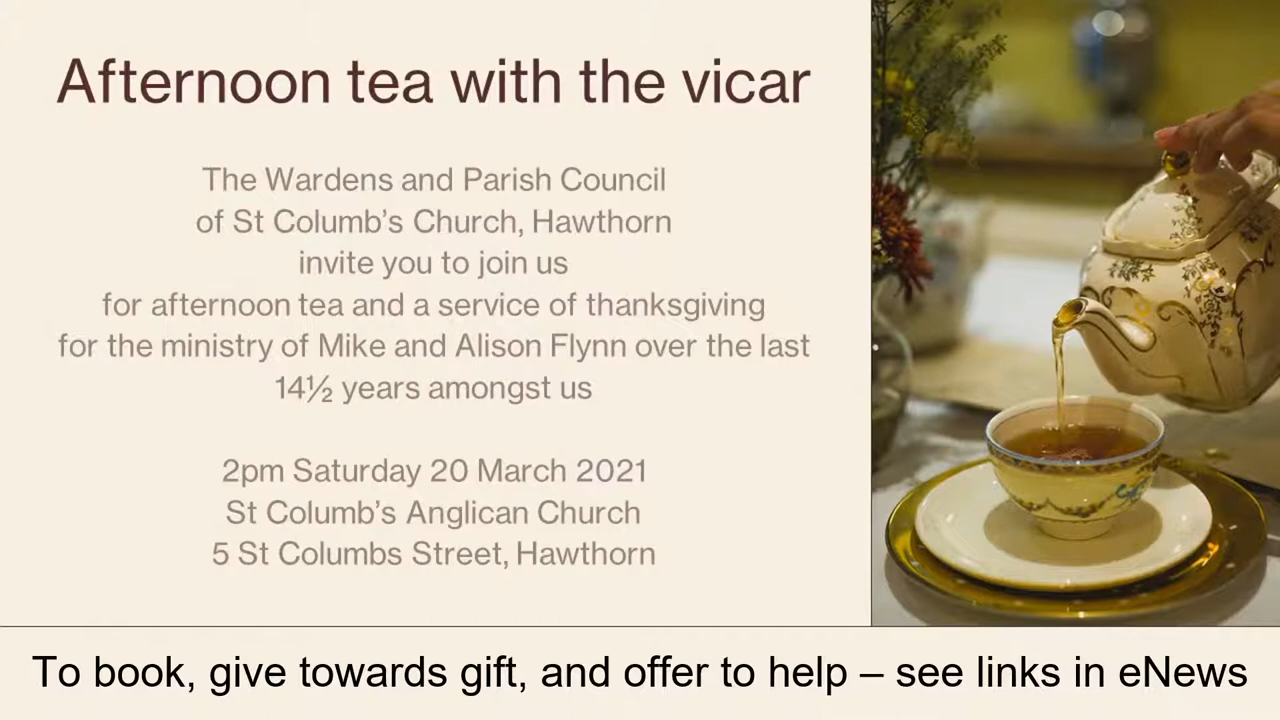 Afternoon tea with the vicar
The Wardens and Parish Council
of St Columb’s Church, Hawthorn
invite you to join us
for afternoon tea and a service of thanksgiving
for the ministry of Mike and Alison Flynn over the last
14½ years amongst us
2pm Saturday 20 March 2021
St Columb’s Anglican Church
5 St Columbs Street, Hawthorn
To book, give towards gift, and offer to help – see links in eNews